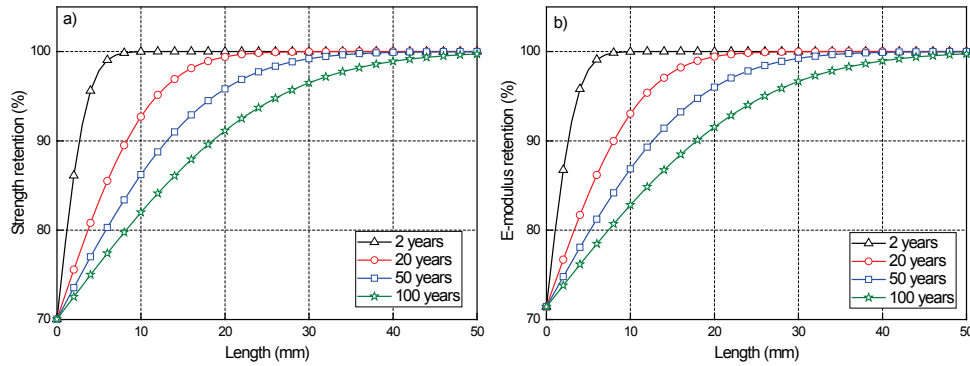 a)
Strength retention (%)
100
90
80
70
0 10 20 30 40 50
Length (mm)
2 years
20 years
50 years
100 years
b)
E-modulus retention (%)
100
90
80
70
0 10 20 30 40 50
Length (mm)
2 years
20 years
50 years
100 years